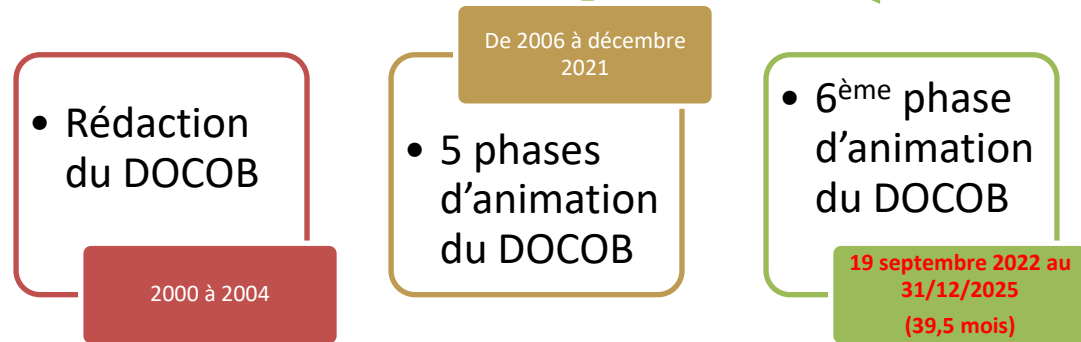 • Rédaction
du DOCOB
2000 à 2004
De 2006 à décembre
2021
• 5 phases
d’animation
du DOCOB
• 6ème phase
d’animation
du DOCOB
19 septembre 2022 au
31/12/2025
(39,5 mois)